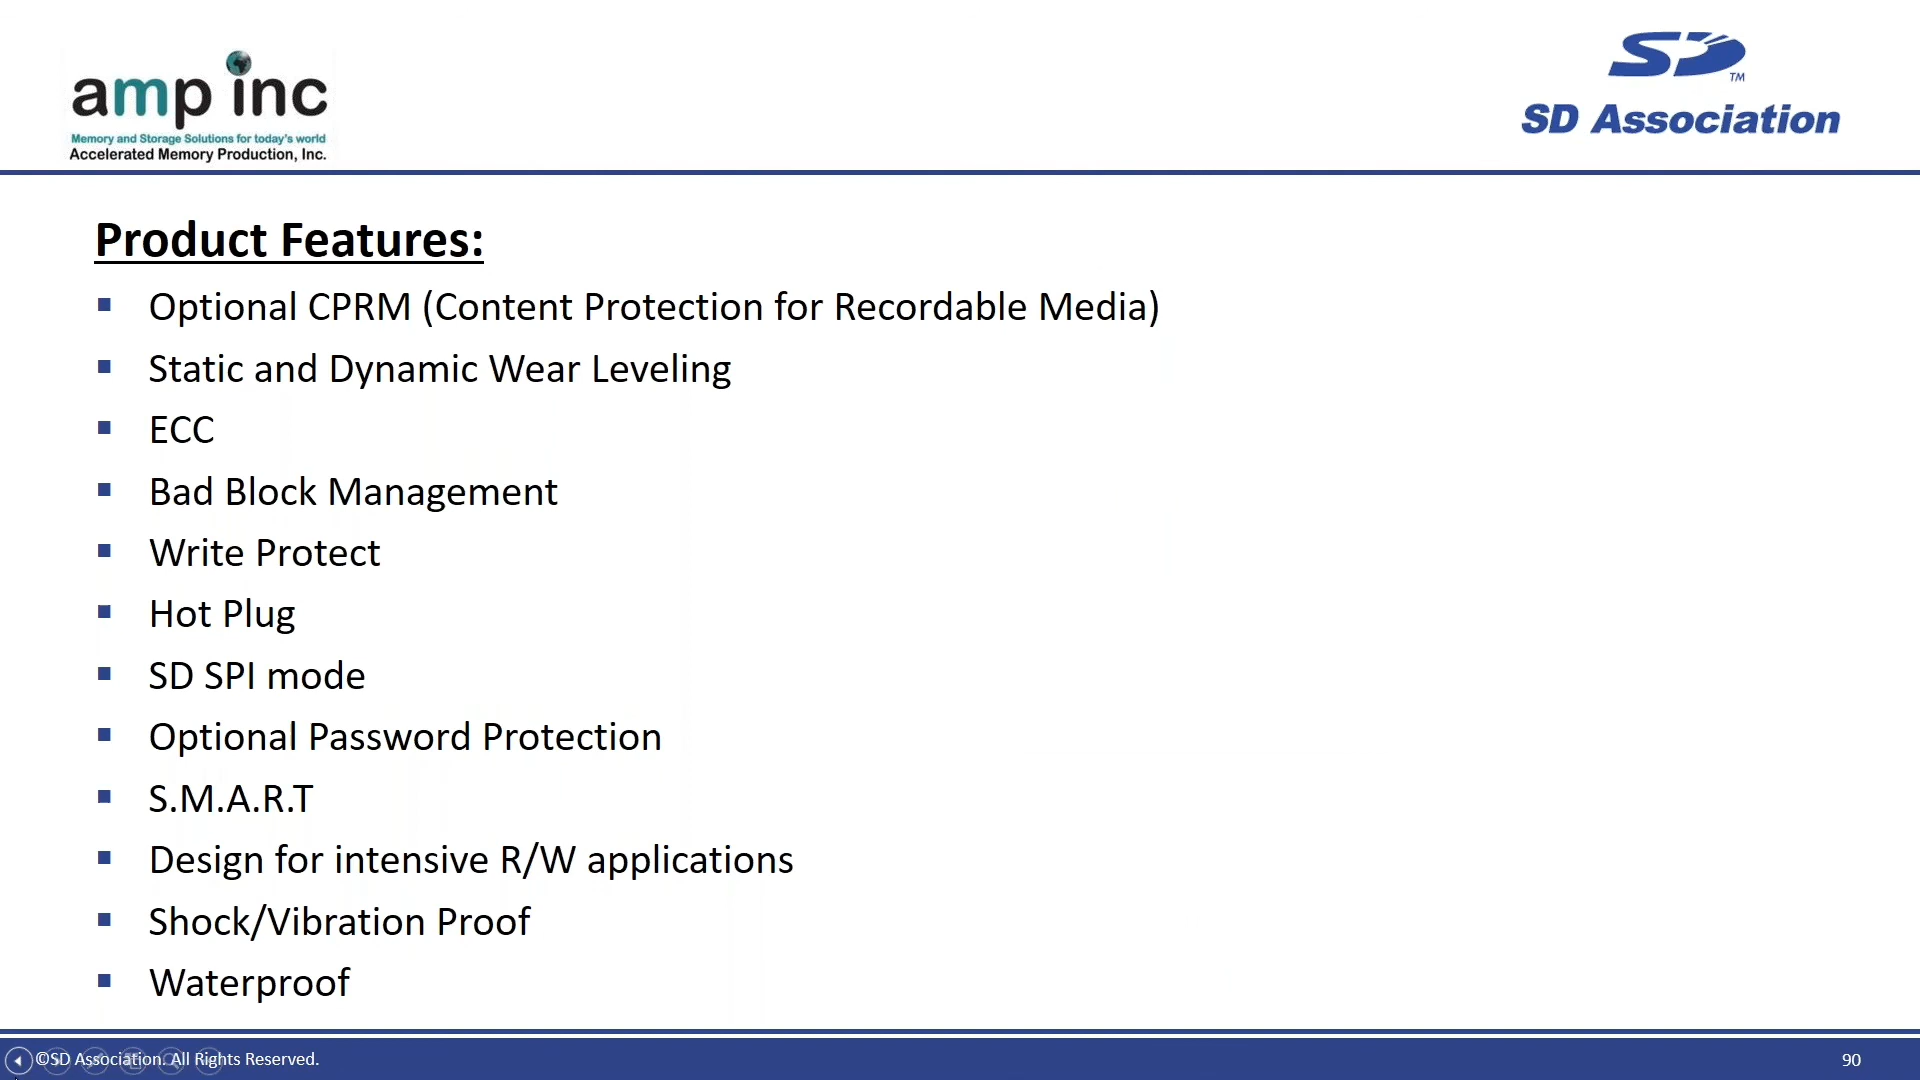 amp inc
Memory and Storage Solutions for today's world
Accelerated Memory Production, Inc.
SD
TM
SD Association
Product Features:
Optional CPRM (Content Protection for Recordable Media)
Static and Dynamic Wear Leveling
ECC
Bad Block Management
Write Protect
Hot Plug
SD SPI mode
Optional Password Protection
S.M.A.R.T
Design for intensive R/W applications
Shock/Vibration Proof
Waterproof
©SD Association. All Rights Reserved.
90